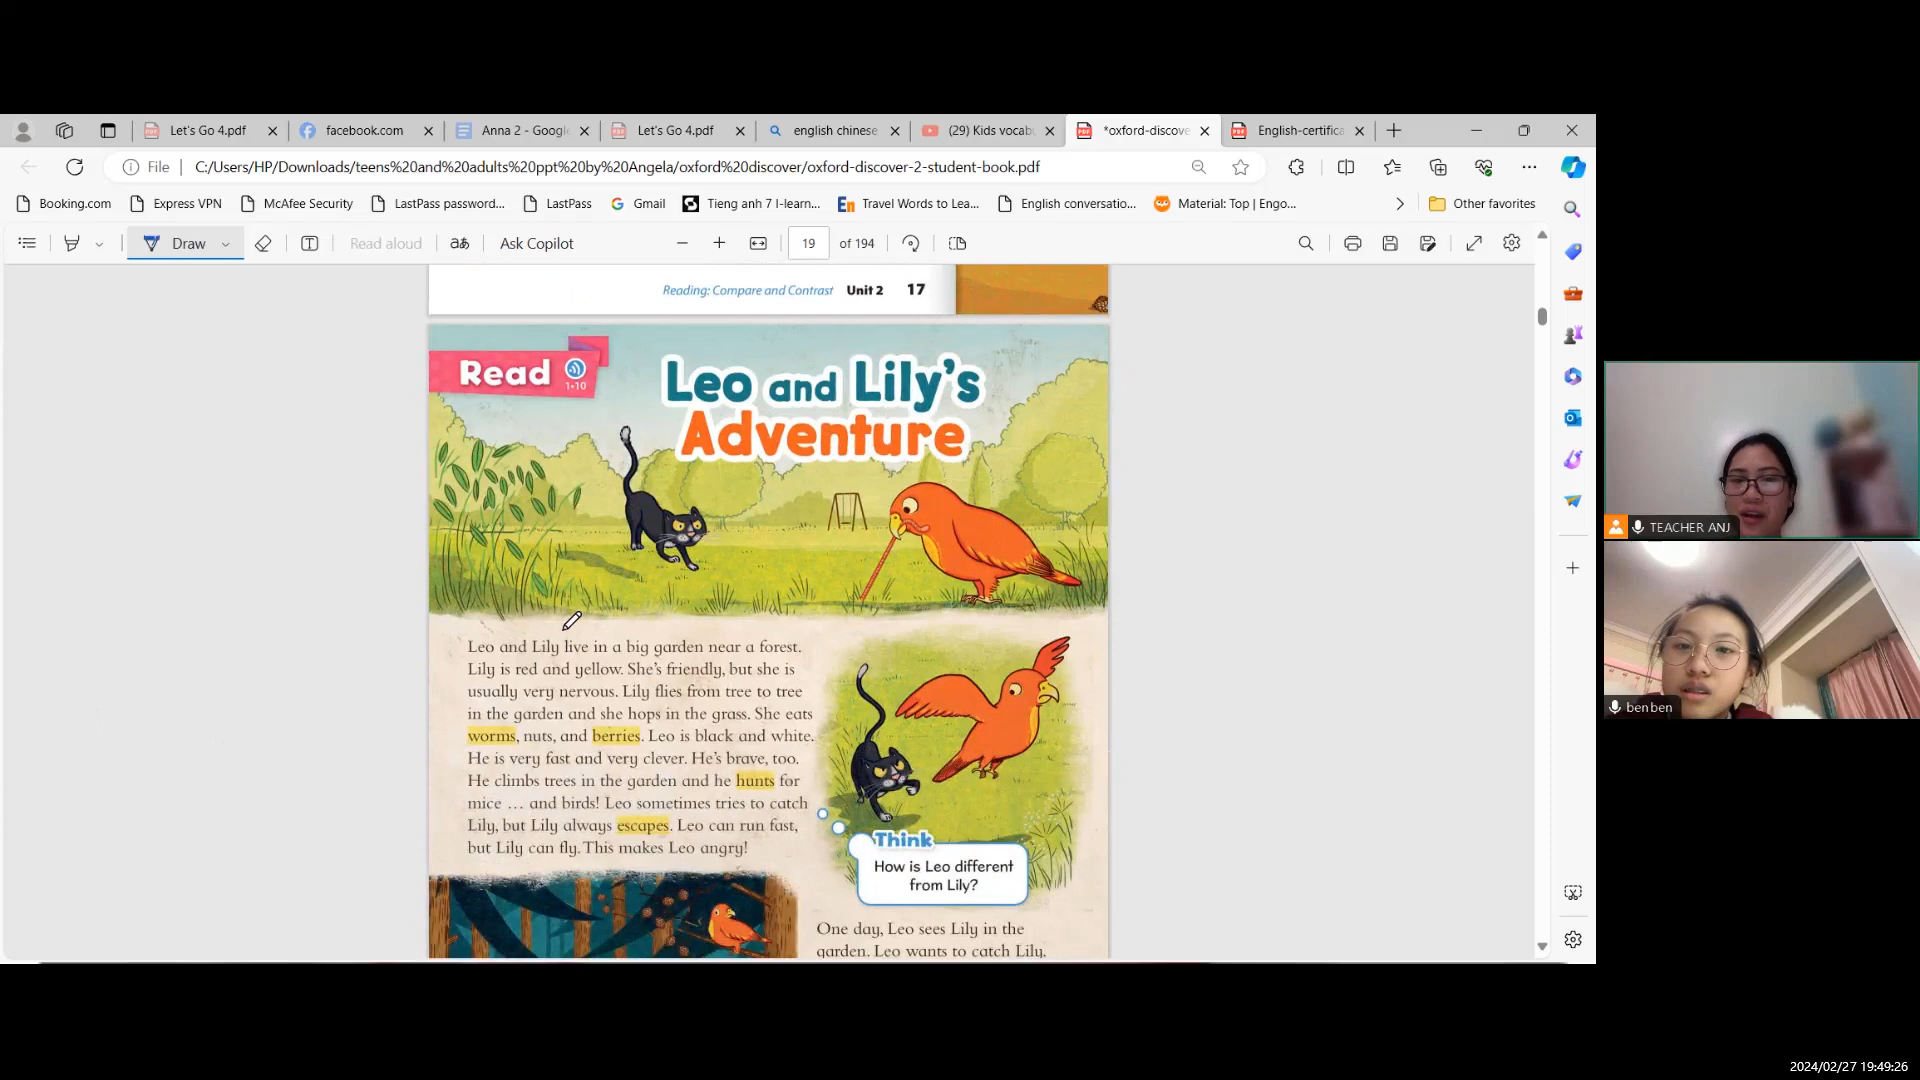 Let's Go 4.pdf
facebook.com
Anna 2 - Google
Let's Go 4.pdf
english chinese
(29) Kids vocabu
*oxford-discove
English-certifica
File
C:/Users/HP/Downloads/teens%20and%20adults%20ppt%20by%20Angela/oxford%20discover/oxford-discover-2-student-book.pdf
Booking.com
Express VPN
McAfee Security
LastPass password...
LastPass
Gmail
Tieng anh 7 I-learn...
Travel Words to Lea...
English conversatio...
Material: Top | Engo...
Other favorites
Draw
Read aloud
aあ
Ask Copilot
19
of 194
Reading: Compare and Contrast Unit 2 17
Read
1•10
Leo and Lily's
Adventure
Leo and Lily live in a big garden near a forest.
Lily is red and yellow. She's friendly, but she is
usually very nervous. Lily flies from tree to tree
in the garden and she hops in the grass. She eats
worms, nuts, and berries. Leo is black and white.
He is very fast and very clever. He's brave, too.
He climbs trees in the garden and he hunts for
mice … and birds! Leo sometimes tries to catch
Lily, but Lily always escapes. Leo can run fast,
but Lily can fly. This makes Leo angry!
Think
How is Leo different
from Lily?
One day, Leo sees Lily in the
garden. Leo wants to catch Lily.
TEACHER ANJ
benben
2024/02/27 19:49:26